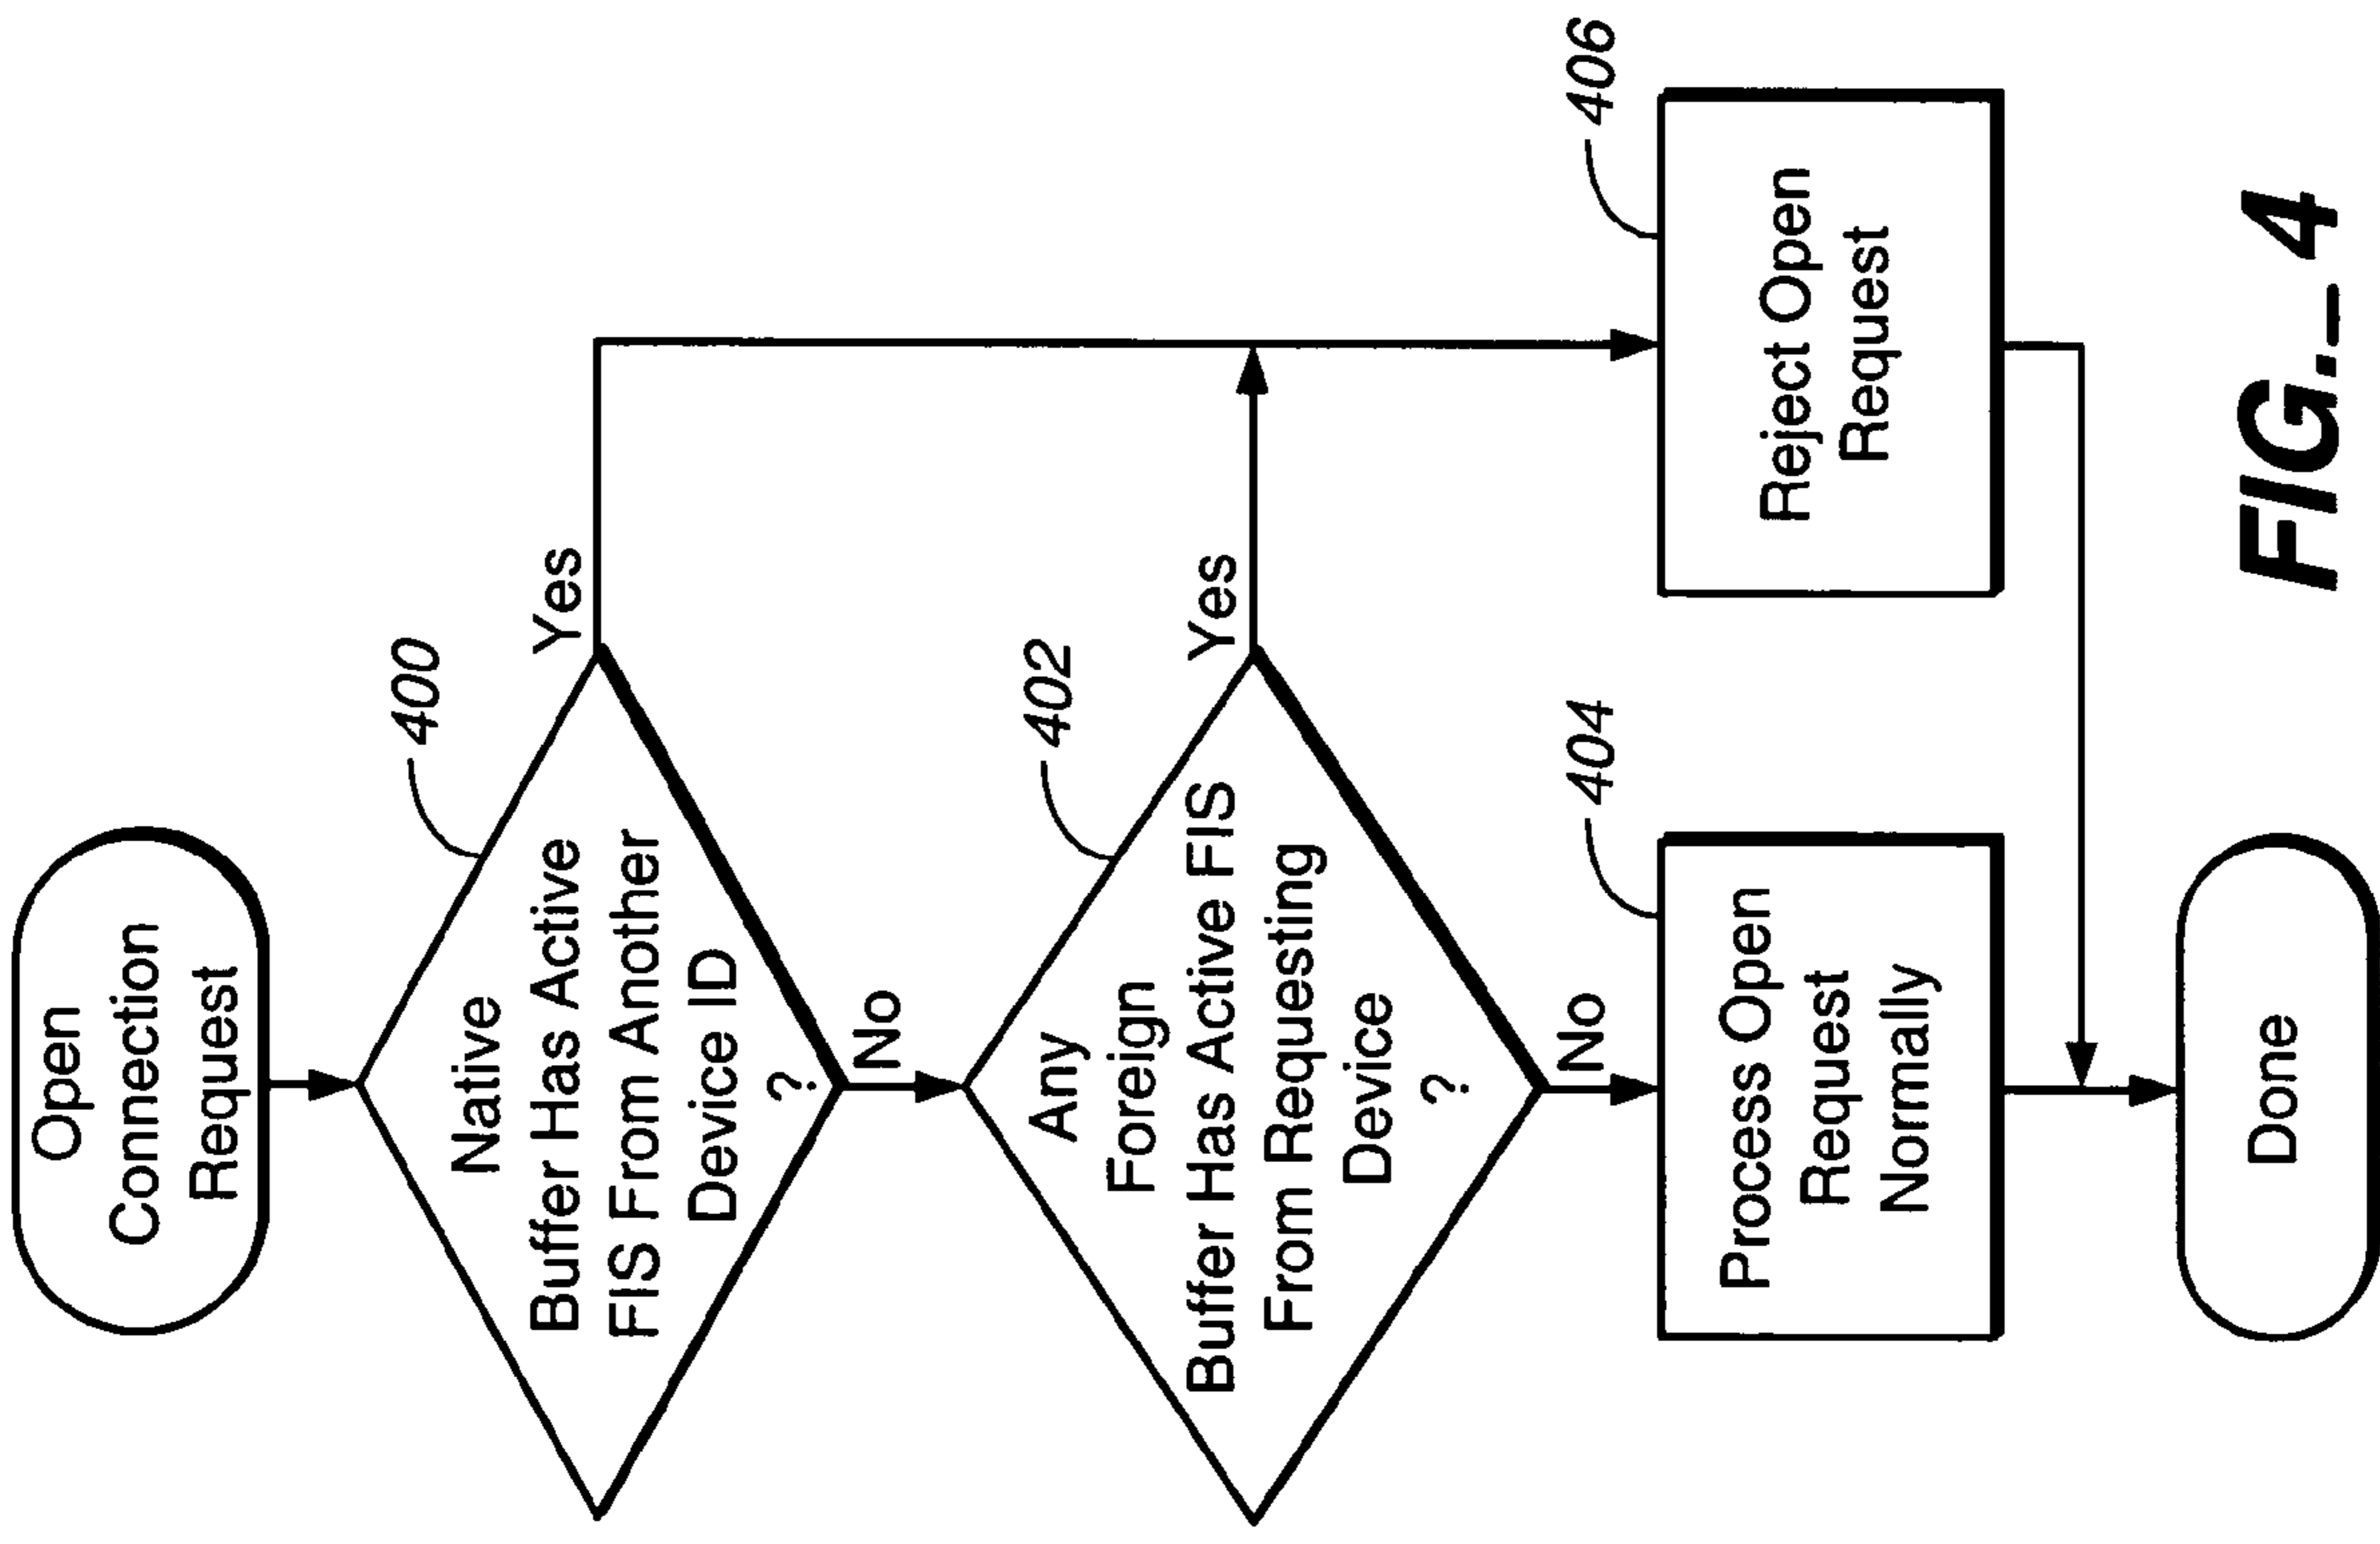 Open
Connection
Request
400
Native
Buffer Has Active
FIS From Another
Device ID
?
Yes
No
402
Any
Foreign
Buffer Has Active FIS
From Requesting
Device
?
Yes
No
404
Process Open
Request
Normally
406
Reject Open
Request
Done
FIG._ 4